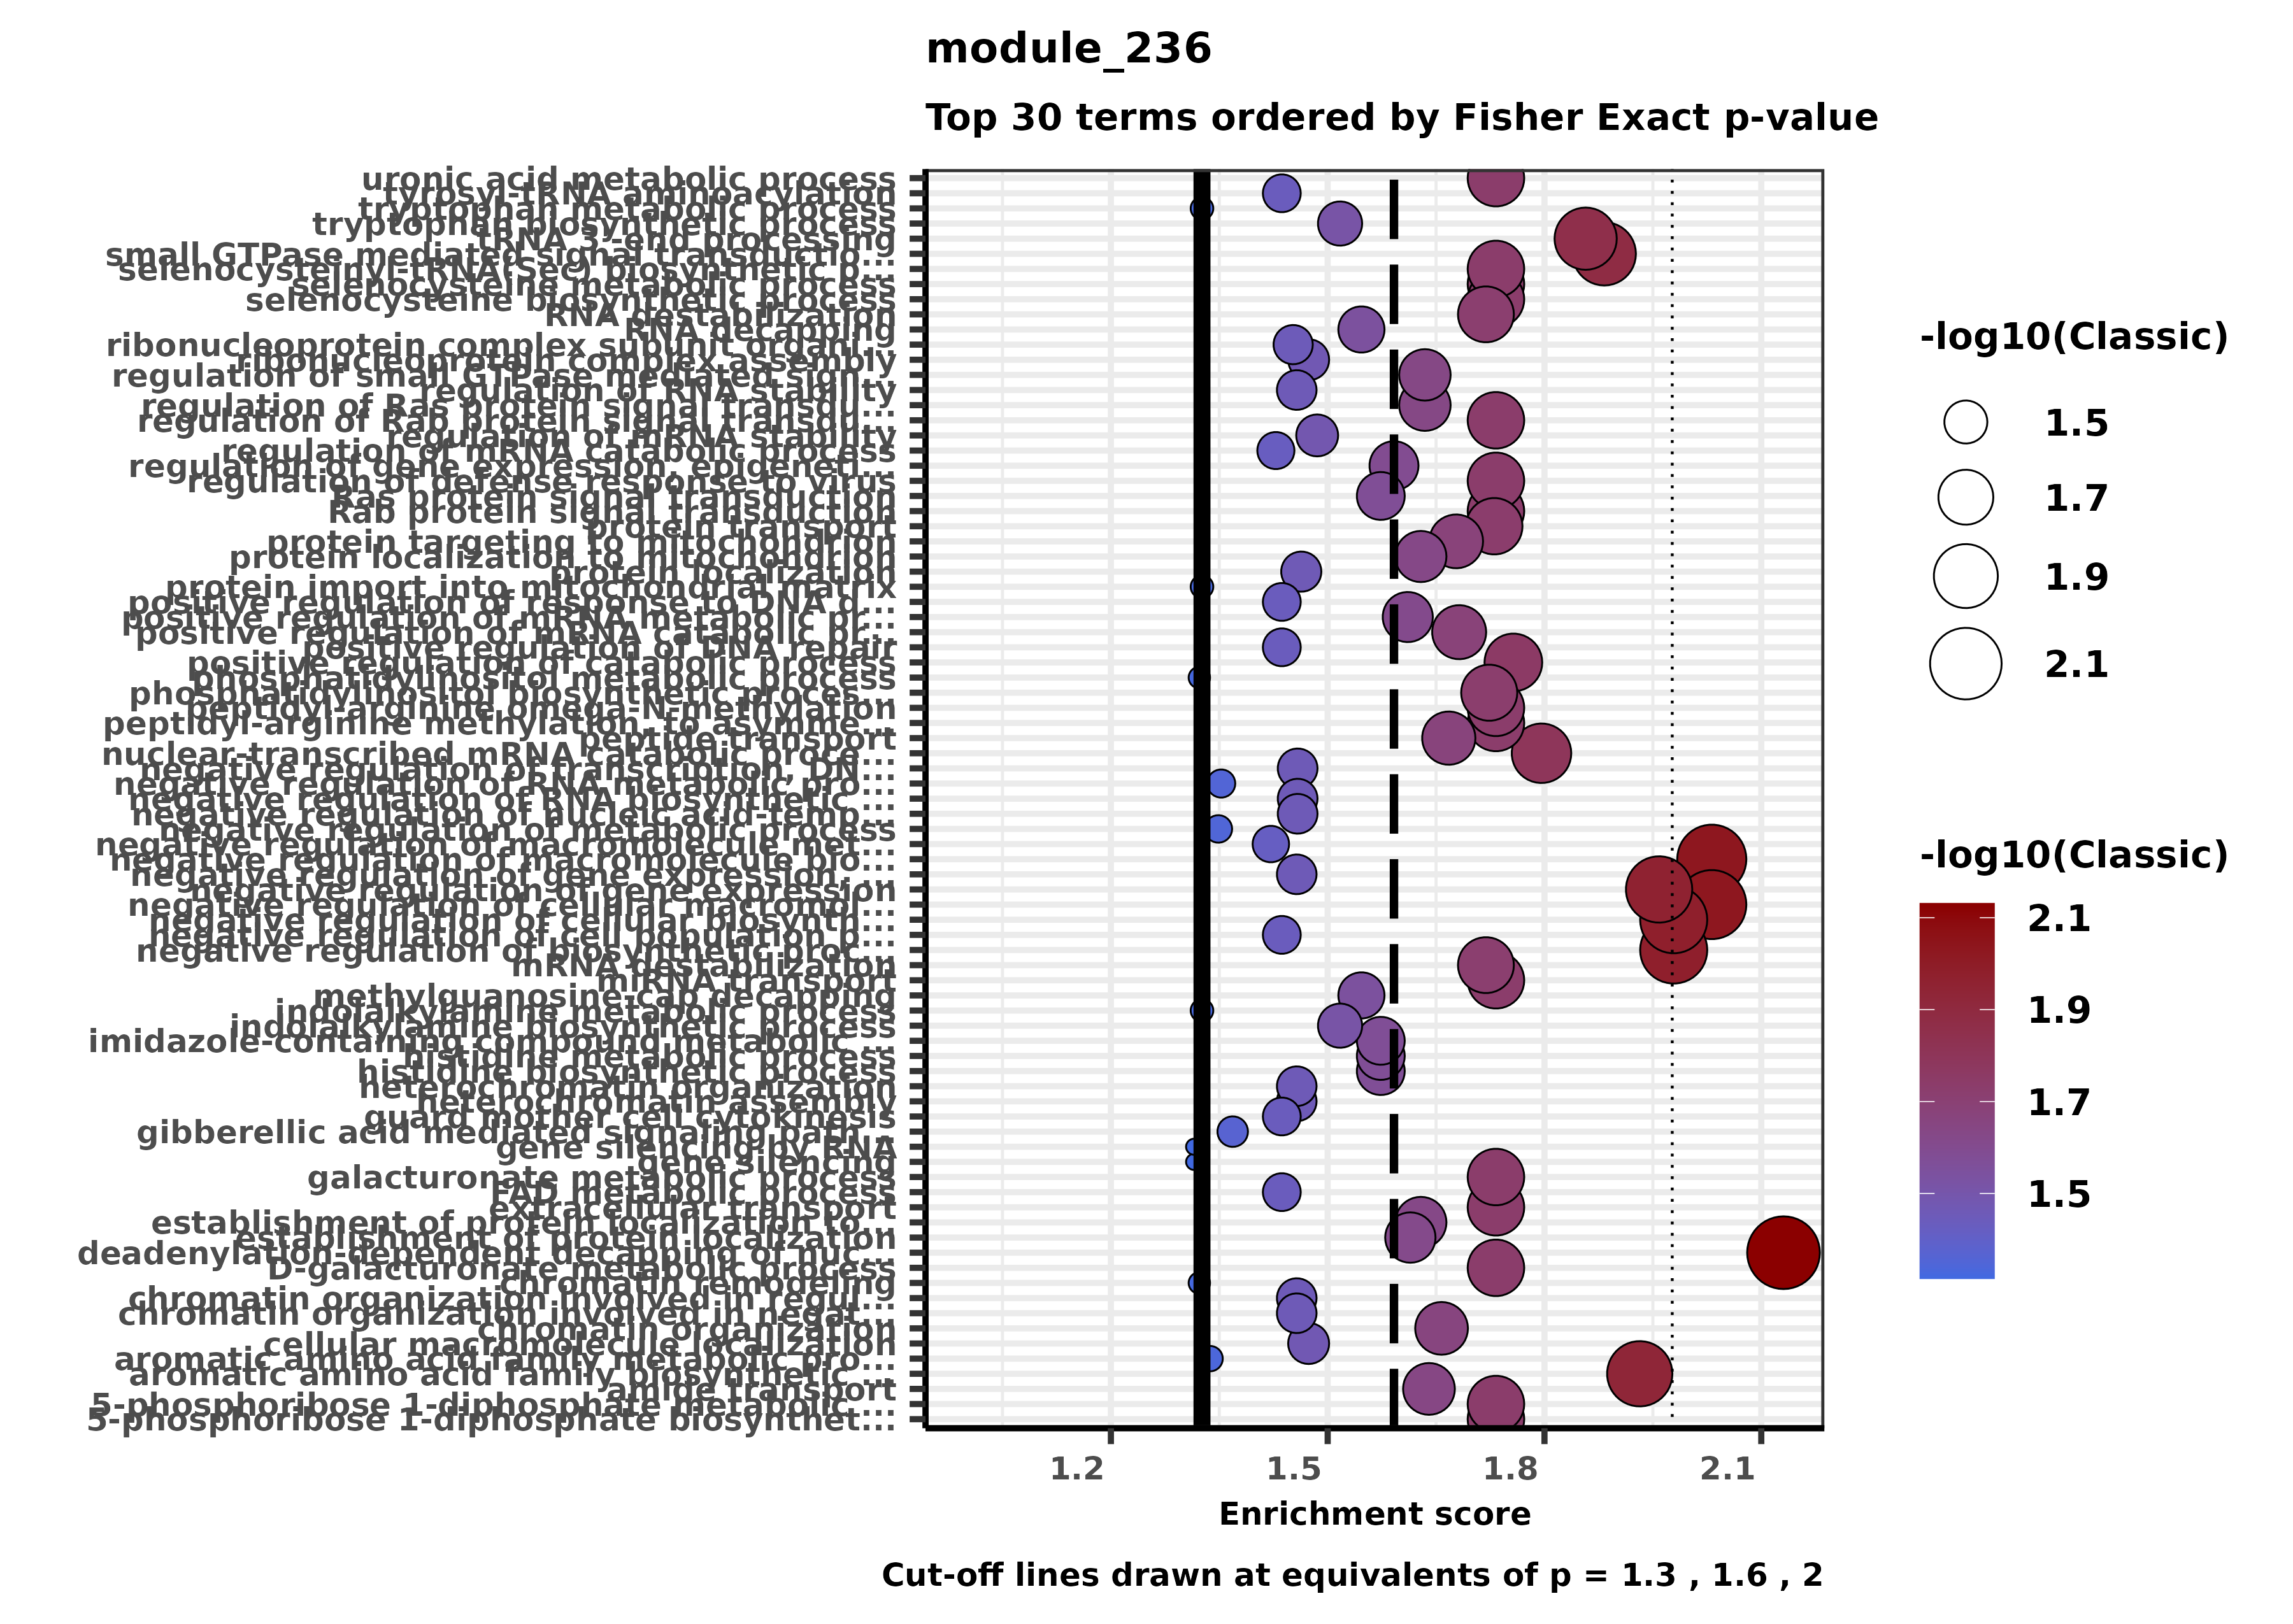 module_236
Top 30 terms ordered by Fisher Exact p-value
uronic acid metabolic process
tyrosyl-tRNA aminoacylation
tryptophan metabolic process
tryptophan biosynthetic process
tRNA 3'-end processing
small GTPase mediated signal transductio...
selenocysteinyl-tRNA(Sec) biosynthetic p...
selenocysteine metabolic process
selenocysteine biosynthetic process
RNA destabilization
RNA decapping
ribonucleoprotein complex subunit organi...
ribonucleoprotein complex assembly
regulation of small GTPase mediated sign...
regulation of RNA stability
regulation of Ras protein signal transdu...
regulation of Rab protein signal transdu...
regulation of mRNA stability
regulation of mRNA catabolic process
regulation of gene expression, epigeneti...
regulation of defense response to virus
Ras protein signal transduction
Rab protein signal transduction
protein transport
protein targeting to mitochondrion
protein localization to mitochondrion
protein localization
protein import into mitochondrial matrix
positive regulation of response to DNA d...
positive regulation of mRNA metabolic pr...
positive regulation of mRNA catabolic pr...
positive regulation of DNA repair
positive regulation of catabolic process
phosphatidylinositol metabolic process
phosphatidylinositol biosynthetic proces...
peptidyl-arginine omega-N-methylation
peptidyl-arginine methylation, to asymme...
peptide transport
nuclear-transcribed mRNA catabolic proce...
negative regulation of transcription, DN...
negative regulation of RNA metabolic pro...
negative regulation of RNA biosynthetic ...
negative regulation of nucleic acid-temp...
negative regulation of metabolic process
negative regulation of macromolecule met...
negative regulation of macromolecule bio...
negative regulation of gene expression, ...
negative regulation of gene expression
negative regulation of cellular macromol...
negative regulation of cellular biosynth...
negative regulation of cell population p...
negative regulation of biosynthetic proc...
mRNA destabilization
miRNA transport
methylguanosine-cap decapping
indolalkylamine metabolic process
indolalkylamine biosynthetic process
imidazole-containing compound metabolic ...
histidine metabolic process
histidine biosynthetic process
heterochromatin organization
heterochromatin assembly
guard mother cell cytokinesis
gibberellic acid mediated signaling path...
gene silencing by RNA
gene silencing
galacturonate metabolic process
FAD metabolic process
extracellular transport
establishment of protein localization to...
establishment of protein localization
deadenylation-dependent decapping of nuc...
D-galacturonate metabolic process
chromatin remodeling
chromatin organization involved in regul...
chromatin organization involved in negat...
chromatin organization
cellular macromolecule localization
aromatic amino acid family metabolic pro...
aromatic amino acid family biosynthetic ...
amide transport
5-phosphoribose 1-diphosphate metabolic ...
5-phosphoribose 1-diphosphate biosynthet...
1.2 1.5 1.8 2.1
Enrichment score
Cut-off lines drawn at equivalents of p = 1.3 , 1.6 , 2
-log10(Classic)
1.5
1.7
1.9
2.1
-log10(Classic)
2.1
1.9
1.7
1.5